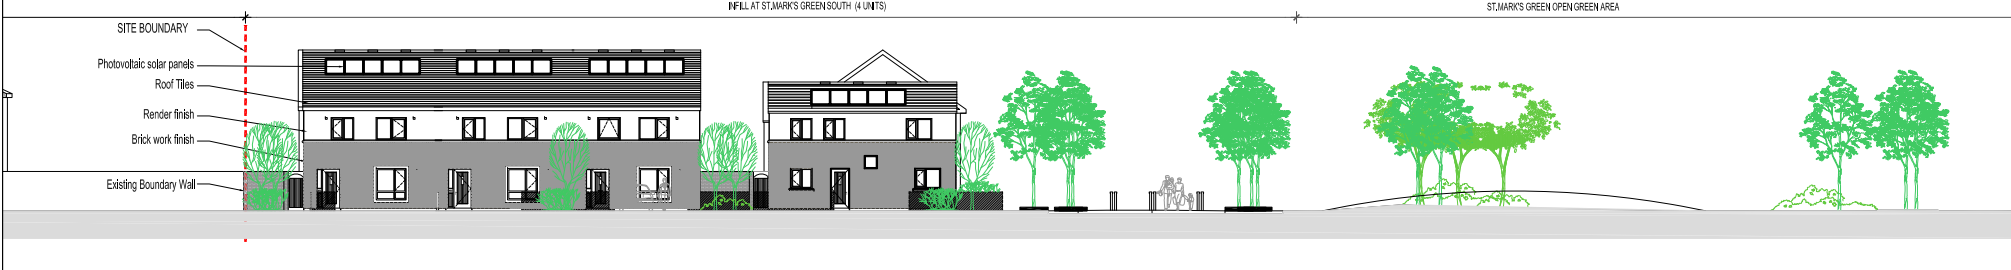 INFILL AT ST.MARK'S GREEN SOUTH (4 UNITS)
ST.MARK'S GREEN OPEN GREEN AREA
SITE BOUNDARY
Photovoltaic solar panels
Roof Tiles
Render finish
Brick work finish
Existing Boundary Wall